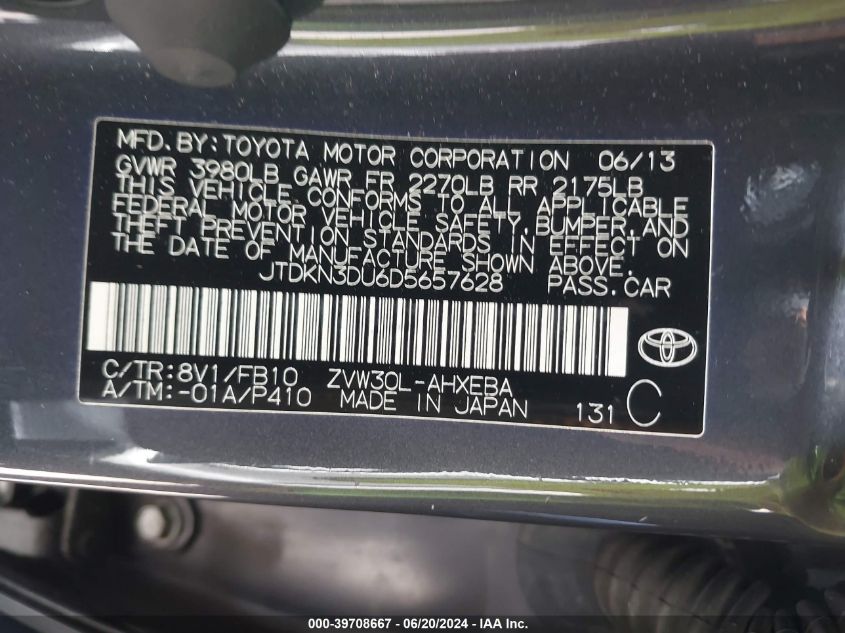 MFD. BY: TOYOTA MOTOR CORPORATION 06/13
GVWR 3980LB GAWR FR 2270LB RR 2175LB
THIS VEHICLE CONFORMS TO ALL APPLICABLE
FEDERAL MOTOR VEHICLE SAFETY, BUMPER, AND
THEFT PREVENTION STANDARDS IN EFFECT ON
THE DATE OF MANUFACTURE SHOWN ABOVE.
JTDKN3DU6D5657628 PASS. CAR
C/TR: 8V1/FB10 ZVW30L-AHXEBA
A/TM: -01A/P410 MADE IN JAPAN 131 C
000-39708667 - 06/20/2024 - IAA Inc.